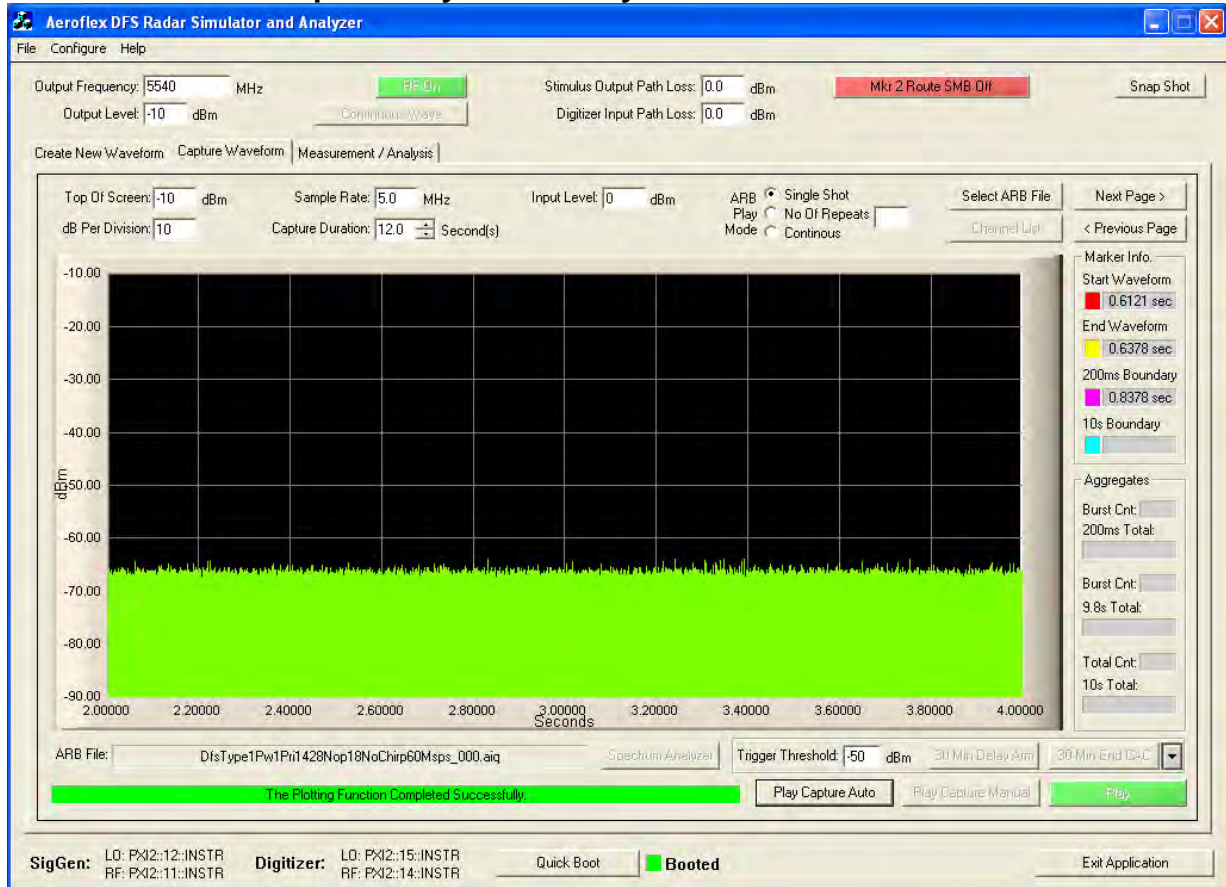 Aeroflex DFS Radar Simulator and Analyzer
File Configure Help
Output Frequency: 5540 MHz RF On Stimulus Output Path Loss: 0.0 dBm Mkr 2 Route SMB Off Snap Shot
Output Level: -10 dBm Continuous Wave Digitizer Input Path Loss: 0.0 dBm
Create New Waveform Capture Waveform Measurement / Analysis
Top Of Screen: -10 dBm Sample Rate: 5.0 MHz Input Level: 0 dBm ARB Play Mode Single Shot Select ARB File Next Page >
dB Per Division: 10 Capture Duration: 12.0 Second(s) No Of Repeats Channel List < Previous Page
Continous
Marker Info.
Start Waveform
0.6121 sec
End Waveform
0.6378 sec
200ms Boundary
0.8378 sec
10s Boundary
Aggregates
Burst Cnt:
200ms Total:
Burst Cnt:
9.8s Total:
Total Cnt:
10s Total:
-10.00
-20.00
-30.00
-40.00
-50.00
-60.00
-70.00
-80.00
-90.00
dBm
2.00000 2.20000 2.40000 2.60000 2.80000 3.00000 3.20000 3.40000 3.60000 3.80000 4.00000
Seconds
ARB File: DfsType1Pw1Pri1428Nop18NoChirp60Msps_000.aiq Spectrum Analyzer Trigger Threshold: -50 dBm 30 Min Delay Arm 30 Min End CAC
The Plotting Function Completed Successfully. Play Capture Auto Play Capture Manual Play
SigGen: LO: PXI2::12::INSTR Digitizer: LO: PXI2::15::INSTR Quick Boot Booted Exit Application
RF: PXI2::11::INSTR RF: PXI2::14::INSTR